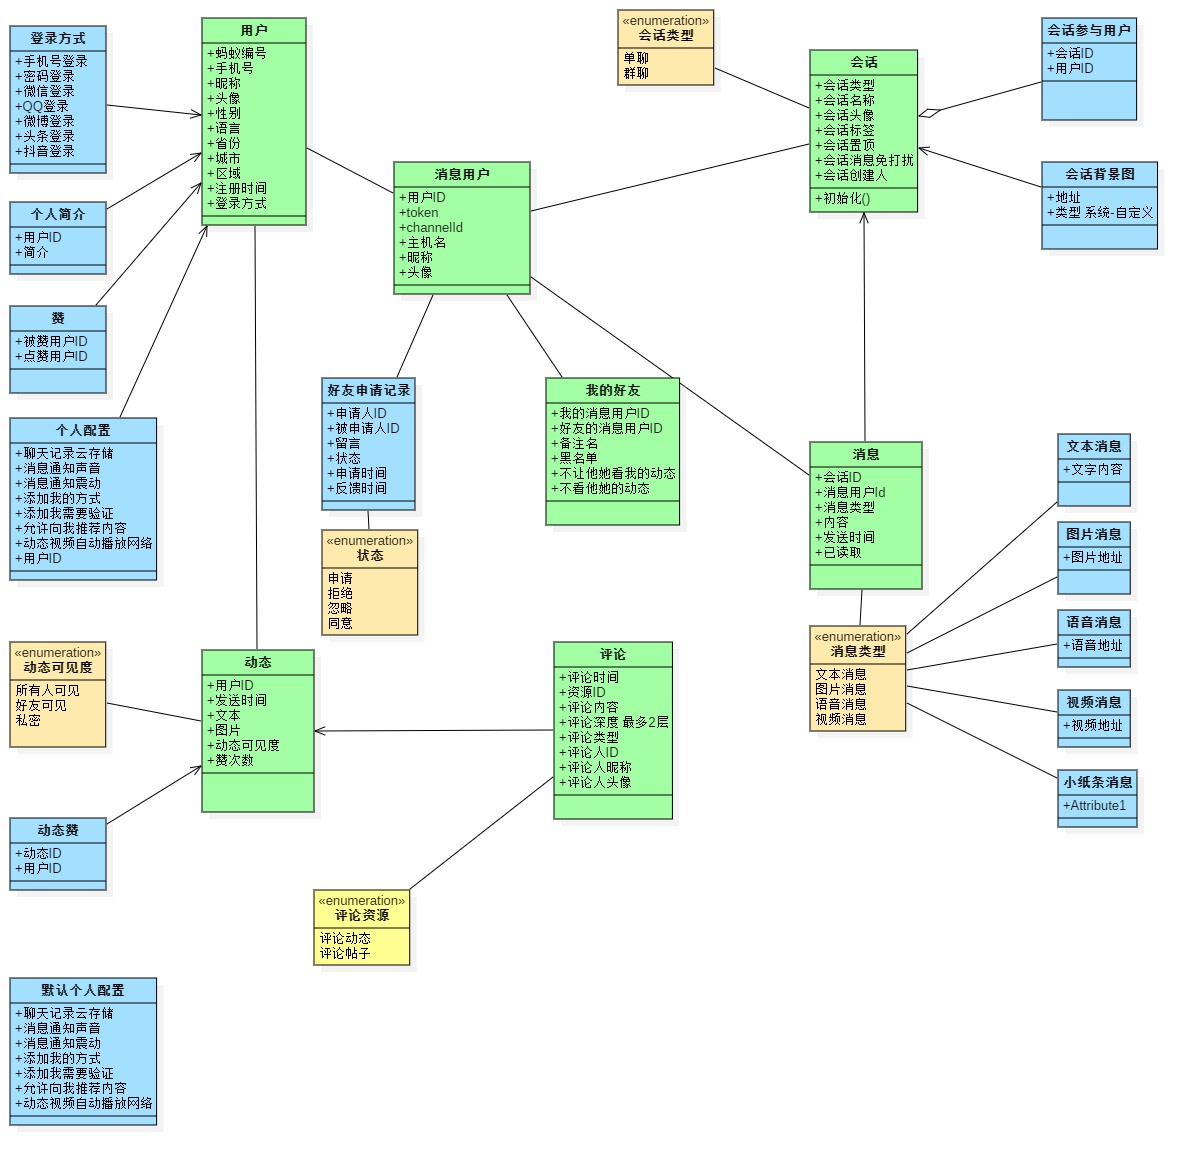 登录方式
+手机号登录
+密码登录
+微信登录
+QQ登录
+微博登录
+头条登录
+抖音登录
用户
+蚂蚁编号
+手机号
+昵称
+头像
+性别
+语言
+省份
+城市
+区域
+注册时间
+登录方式
«enumeration»
会话类型
单聊
群聊
会话
+会话类型
+会话名称
+会话头像
+会话标签
+会话置顶
+会话消息免打扰
+会话创建人
+初始化()
会话参与用户
+会话ID
+用户ID
消息用户
+用户ID
+token
+channelId
+主机名
+昵称
+头像
会话背景图
+地址
+类型 系统-自定义
个人简介
+用户ID
+简介
赞
+被赞用户ID
+点赞用户ID
个人配置
+聊天记录云存储
+消息通知声音
+消息通知震动
+添加我的方式
+添加我需要验证
+允许向我推荐内容
+动态视频自动播放网络
+用户ID
好友申请记录
+申请人ID
+被申请人ID
+留言
+状态
+申请时间
+反馈时间
«enumeration»
状态
申请
拒绝
忽略
同意
我的好友
+我的消息用户ID
+好友的消息用户ID
+备注名
+黑名单
+不让他她看我的动态
+不看他她的动态
消息
+会话ID
+消息用户Id
+消息类型
+内容
+发送时间
+已读取
文本消息
+文字内容
图片消息
+图片地址
语音消息
+语音地址
视频消息
+视频地址
小纸条消息
+Attribute1
«enumeration»
消息类型
文本消息
图片消息
语音消息
视频消息
«enumeration»
动态可见度
所有人可见
好友可见
私密
动态
+用户ID
+发送时间
+文本
+图片
+动态可见度
+赞次数
评论
+评论时间
+资源ID
+评论内容
+评论深度 最多2层
+评论类型
+评论人ID
+评论人昵称
+评论人头像
动态赞
+动态ID
+用户ID
«enumeration»
评论资源
评论动态
评论帖子
默认个人配置
+聊天记录云存储
+消息通知声音
+消息通知震动
+添加我的方式
+添加我需要验证
+允许向我推荐内容
+动态视频自动播放网络